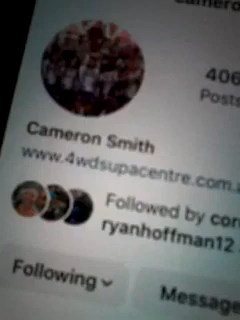 406
Posts
Cameron Smith
www.4wdsupacentre.com.
Followed by
ryanhoffman12
Following
Message